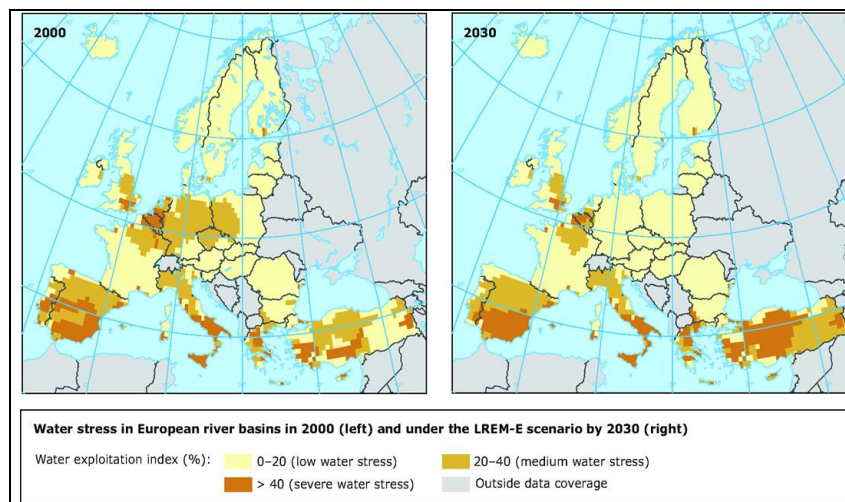 2000
2030
Water stress in European river basins in 2000 (left) and under the LREM-E scenario by 2030 (right)
Water exploitation index (%):
0–20 (low water stress)
20–40 (medium water stress)
> 40 (severe water stress)
Outside data coverage